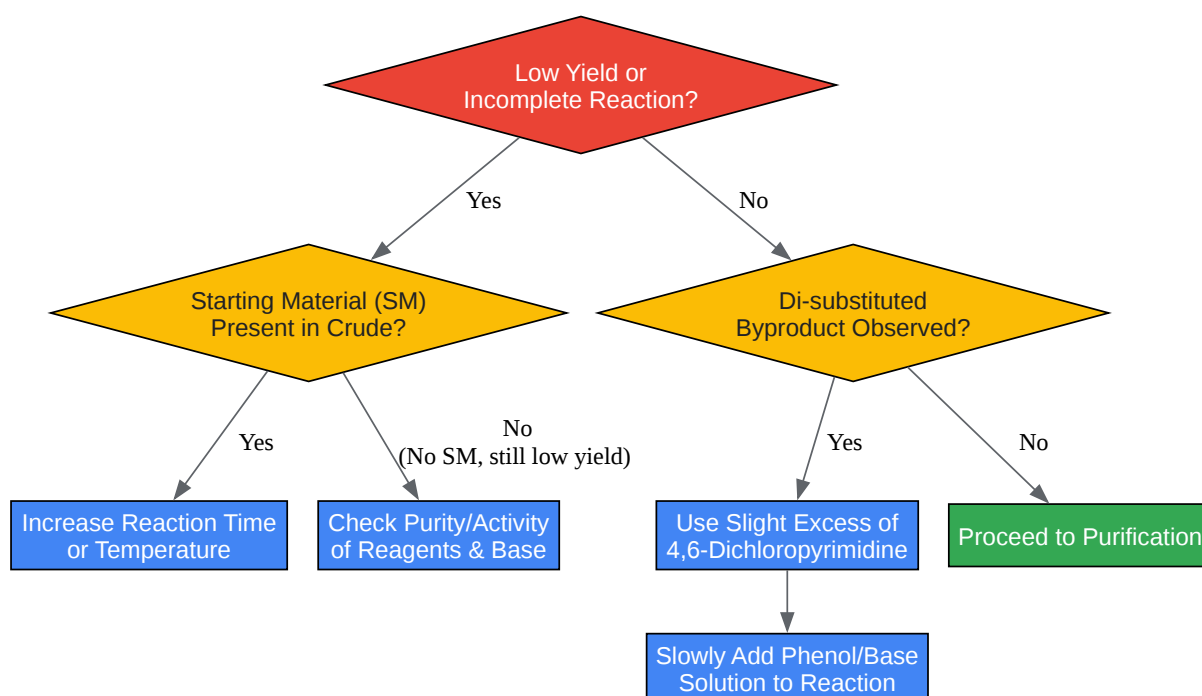 Low Yield or
Incomplete Reaction?
Yes
No
Starting Material (SM)
Present in Crude?
Di-substituted
Byproduct Observed?
Yes
No
(No SM, still low yield)
Yes
No
Increase Reaction Time
or Temperature
Check Purity/Activity
of Reagents & Base
Use Slight Excess of
4,6-Dichloropyrimidine
Proceed to Purification
Slowly Add Phenol/Base
Solution to Reaction